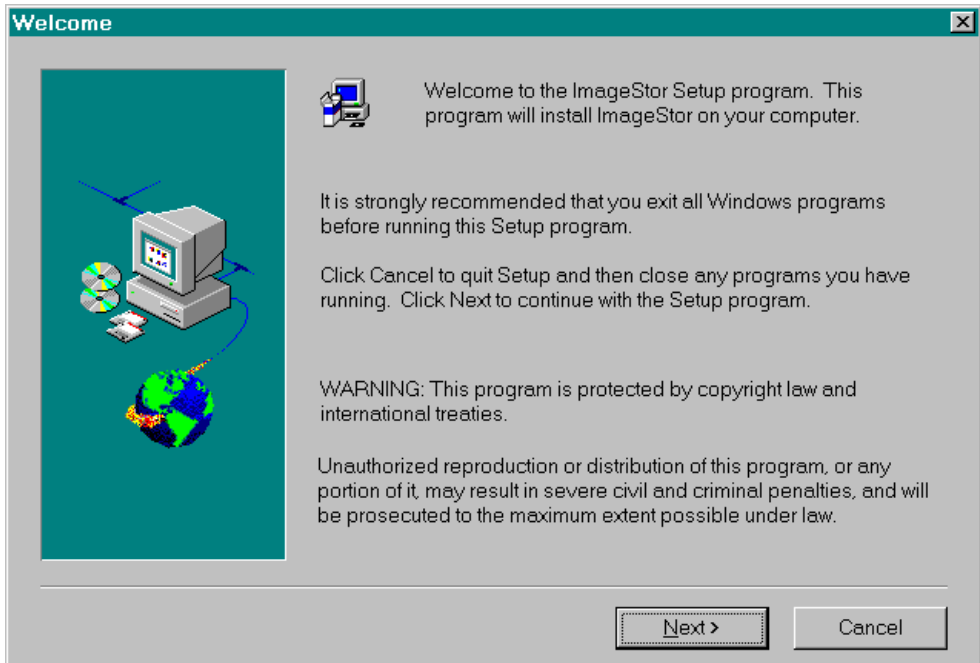 Welcome
Welcome to the ImageStor Setup program. This
program will install ImageStor on your computer.
It is strongly recommended that you exit all Windows programs
before running this Setup program.
Click Cancel to quit Setup and then close any programs you have
running. Click Next to continue with the Setup program.
WARNING: This program is protected by copyright law and
international treaties.
Unauthorized reproduction or distribution of this program, or any
portion of it, may result in severe civil and criminal penalties, and will
be prosecuted to the maximum extent possible under law.
Next >
Cancel